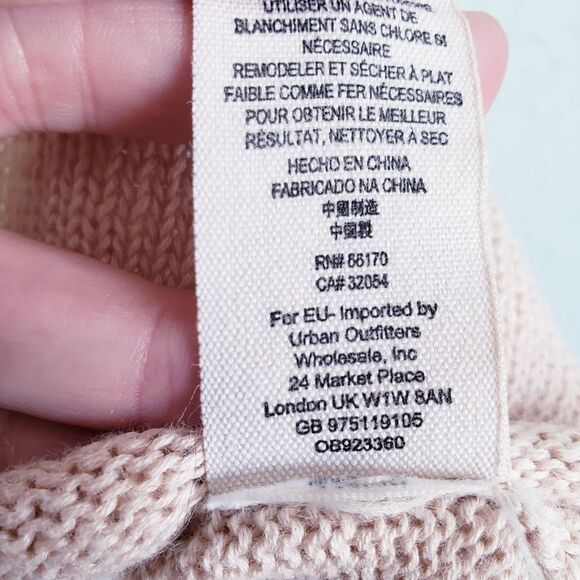 UTILISER UN AGENT DE
BLANCHIMENT SANS CHLORE SI
NÉCESSAIRE
REMODELER ET SÉCHER À PLAT
FAIBLE COMME FER NÉCESSAIRES
POUR OBTENIR LE MEILLEUR
RÉSULTAT, NETTOYER À SEC
HECHO EN CHINA
FABRICADO NA CHINA
中國制造
中國製
RN# 66170
CA# 32054
For EU- Imported by
Urban Outfitters
Wholesale, Inc
24 Market Place
London UK W1W 8AN
GB 975119105
OB923360